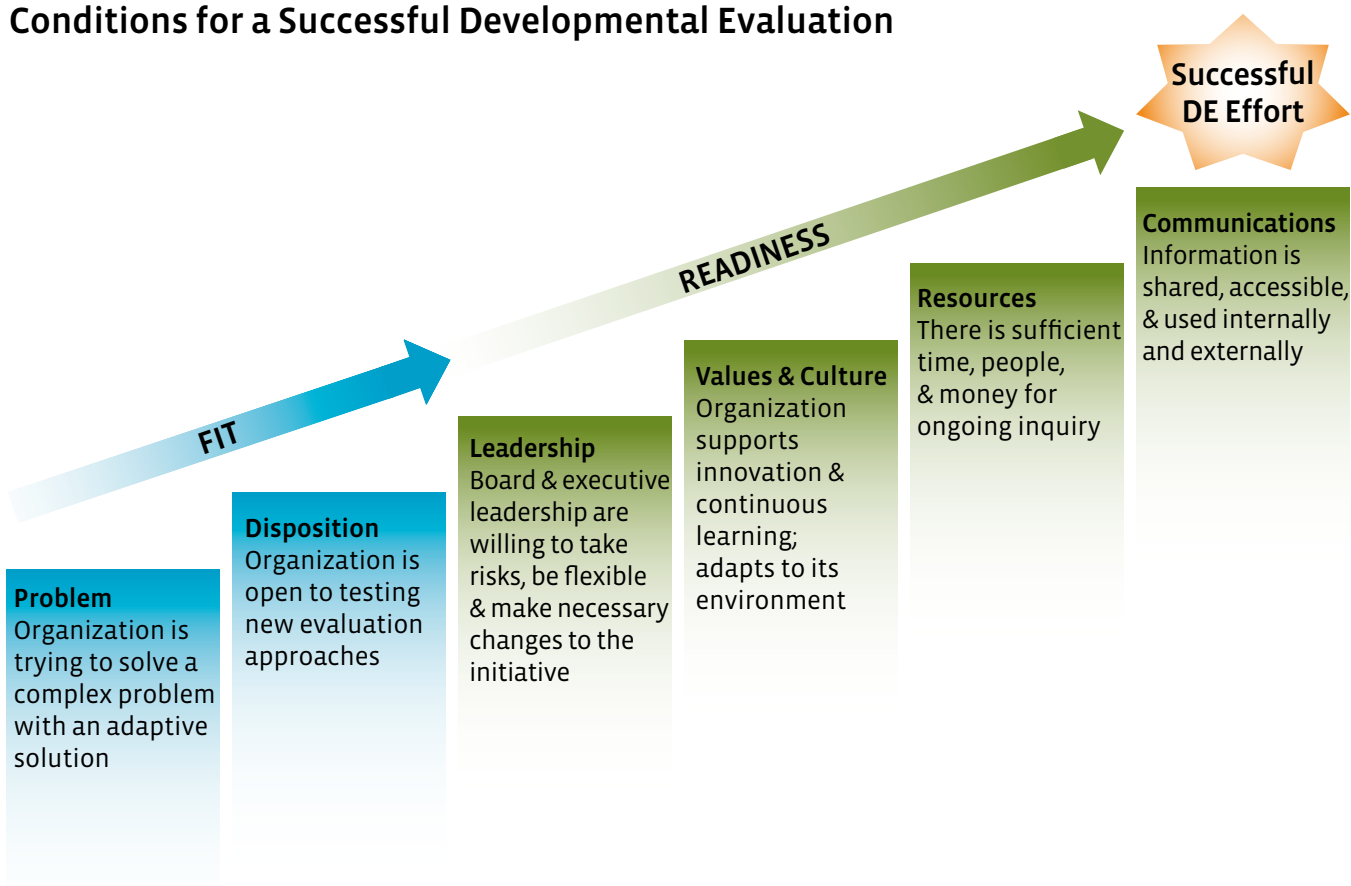 Conditions for a Successful Developmental Evaluation
Successful
DE Effort
FIT
READINESS
Problem
Organization is
trying to solve a
complex problem
with an adaptive
solution
Disposition
Organization is
open to testing
new evaluation
approaches
Leadership
Board & executive
leadership are
willing to take
risks, be flexible
& make necessary
changes to the
initiative
Values & Culture
Organization
supports
innovation &
continuous
learning;
adapts to its
environment
Resources
There is sufficient
time, people,
& money for
ongoing inquiry
Communications
Information is
shared, accessible,
& used internally
and externally